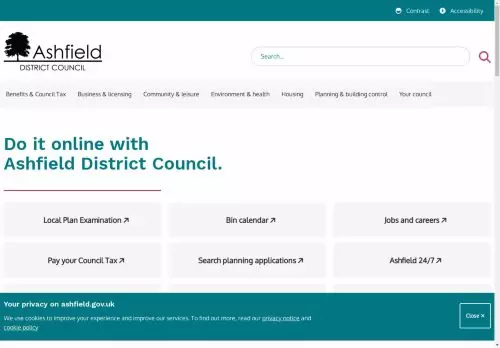 Contrast Accessibility
Ashfield
DISTRICT COUNCIL
Search...
Benefits & Council Tax Business & licensing Community & leisure Environment & health Housing Planning & building control Your council
Do it online with
Ashfield District Council.
Local Plan Examination ↗ Bin calendar ↗ Jobs and careers ↗
Pay your Council Tax ↗ Search planning applications ↗ Ashfield 24/7 ↗
Your privacy on ashfield.gov.uk
We use cookies to improve your experience and improve our services. To find out more, read our privacy notice and
cookie policy
Close ×